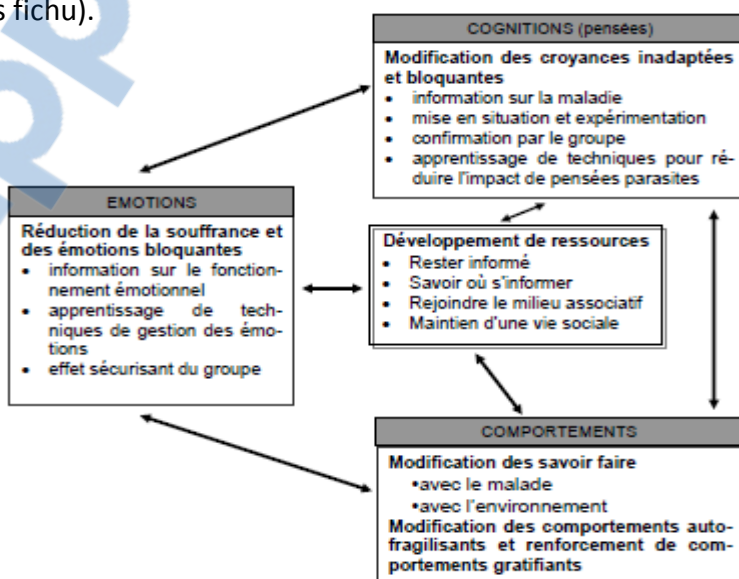 s fichu).
COGNITIONS (pensées)
Modification des croyances inadaptées
et bloquantes
• information sur la maladie
• mise en situation et expérimentation
• confirmation par le groupe
• apprentissage de techniques pour ré-
duire l'impact de pensées parasites
EMOTIONS
Réduction de la souffrance et
des émotions bloquantes
• information sur le fonction-
nement émotionnel
• apprentissage de tech-
niques de gestion des émo-
tions
• effet sécurisant du groupe
Développement de ressources
• Rester informé
• Savoir où s'informer
• Rejoindre le milieu associatif
• Maintien d'une vie sociale
COMPORTEMENTS
Modification des savoir faire
•avec le malade
•avec l'environnement
Modification des comportements auto-
fragilisants et renforcement de com-
portements gratifiants